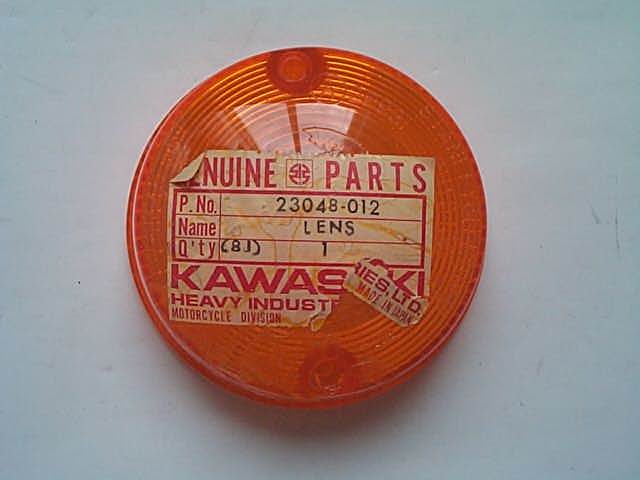 ENUINE PARTS
P. No. 23048-012
Name LENS
Q'ty (8J) 1
KAWAS KI
HEAVY INDUST RIES, LTD.
MOTORCYCLE DIVISION MADE IN JAPAN